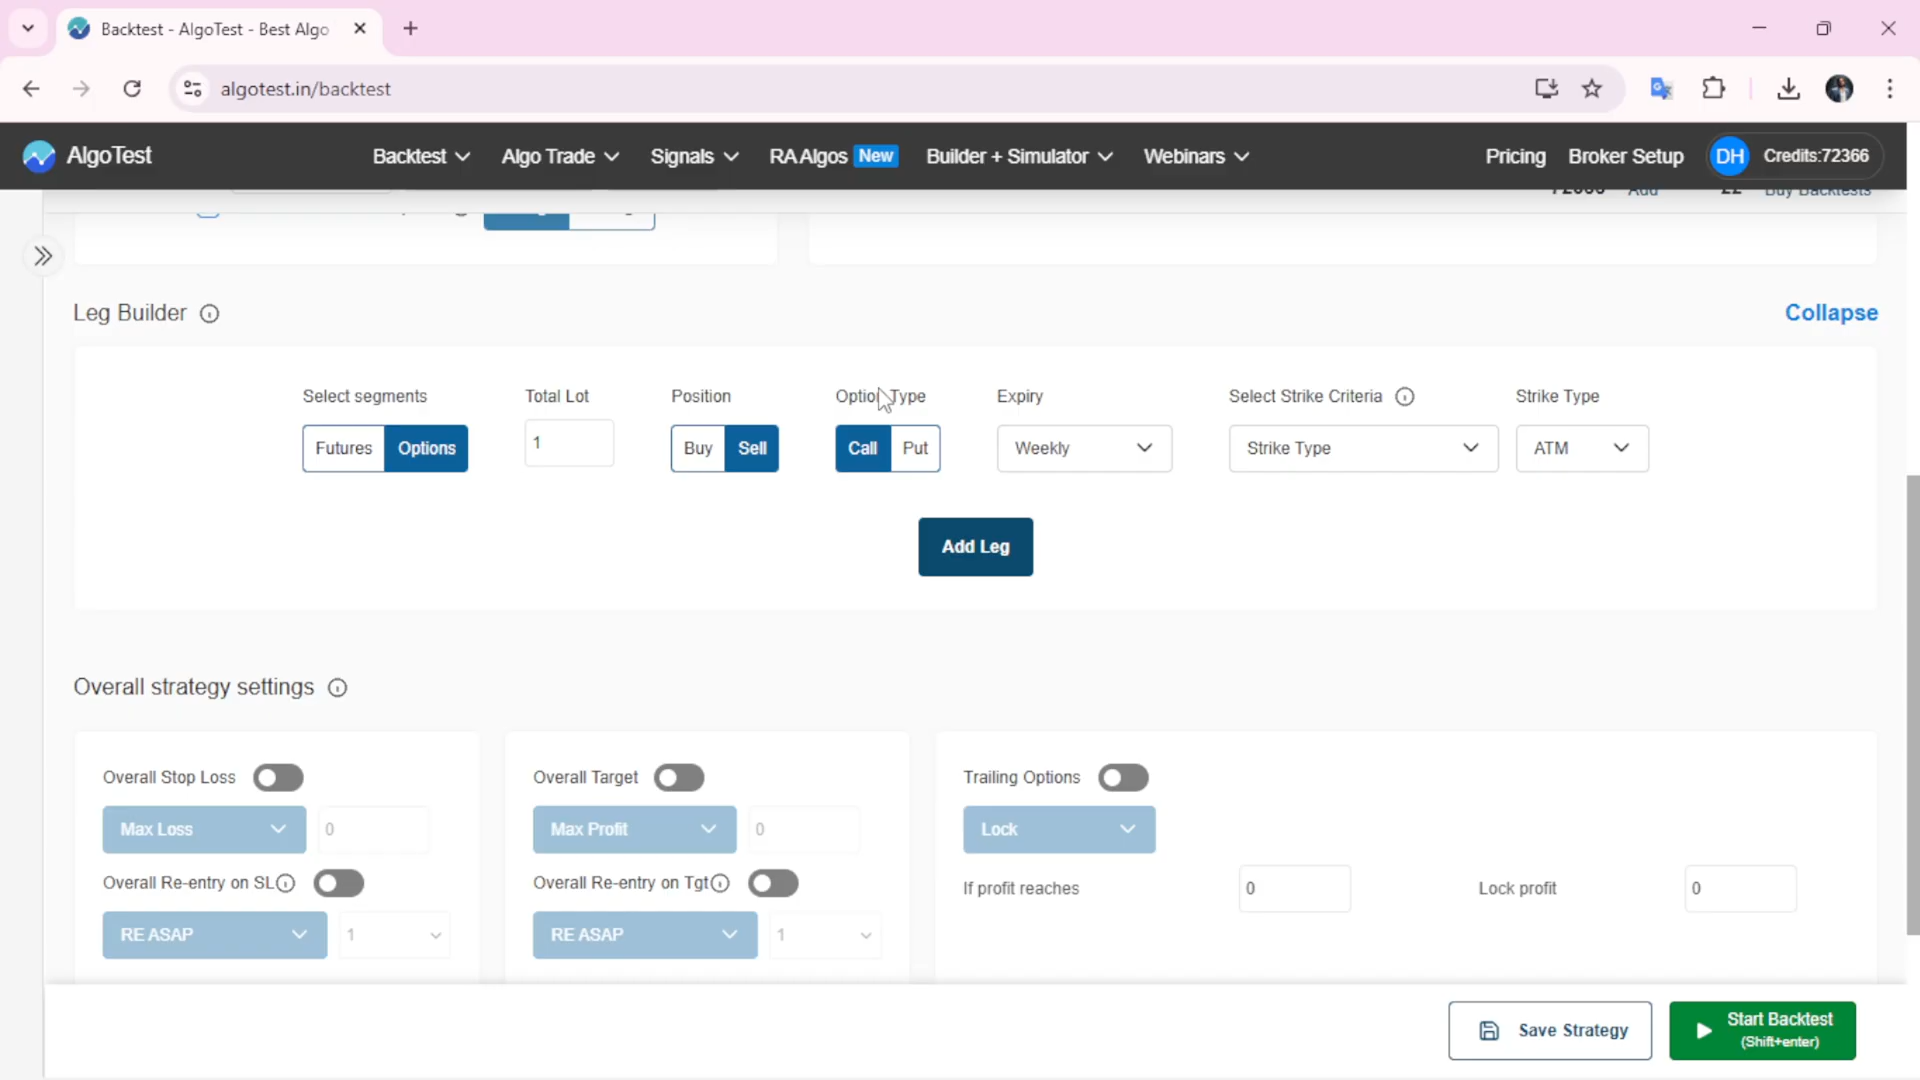 Backtest - AlgoTest - Best Algo
algotest.in/backtest
AlgoTest
Backtest
Algo Trade
Signals
RA Algos New
Builder + Simulator
Webinars
Pricing
Broker Setup
DH
Credits:72366
Add
22
Buy Backtests
Leg Builder
Collapse
Select segments
Total Lot
Position
Option Type
Expiry
Select Strike Criteria
Strike Type
Futures
Options
1
Buy
Sell
Call
Put
Weekly
Strike Type
ATM
Add Leg
Overall strategy settings
Overall Stop Loss
Overall Target
Trailing Options
Max Loss
0
Max Profit
0
Lock
Overall Re-entry on SL
Overall Re-entry on Tgt
If profit reaches
0
Lock profit
0
RE ASAP
1
RE ASAP
1
Save Strategy
Start Backtest
(Shift+enter)